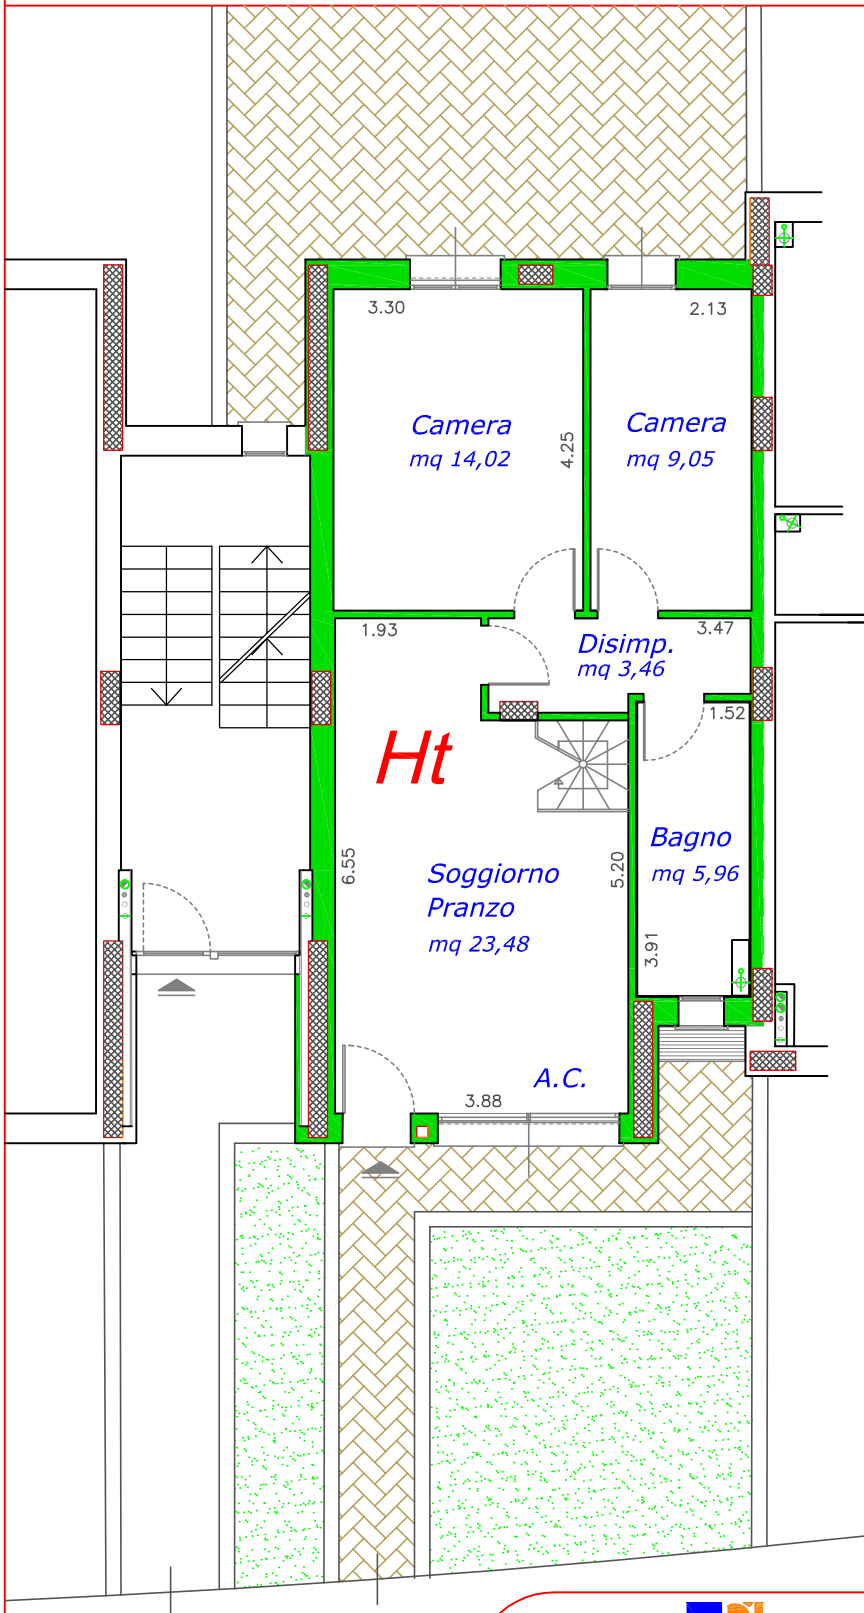 3.30
2.13
Camera
mq 14,02
4.25
Camera
mq 9,05
1.93
3.47
Disimp.
mq 3,46
1.52
Ht
Bagno
mq 5,96
6.55
5.20
Soggiorno
Pranzo
mq 23,48
3.91
A.C.
3.88